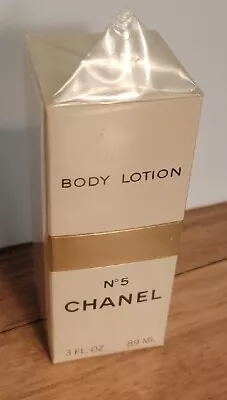 BODY LOTION
N°5
CHANEL
3 FL. OZ 89 ML